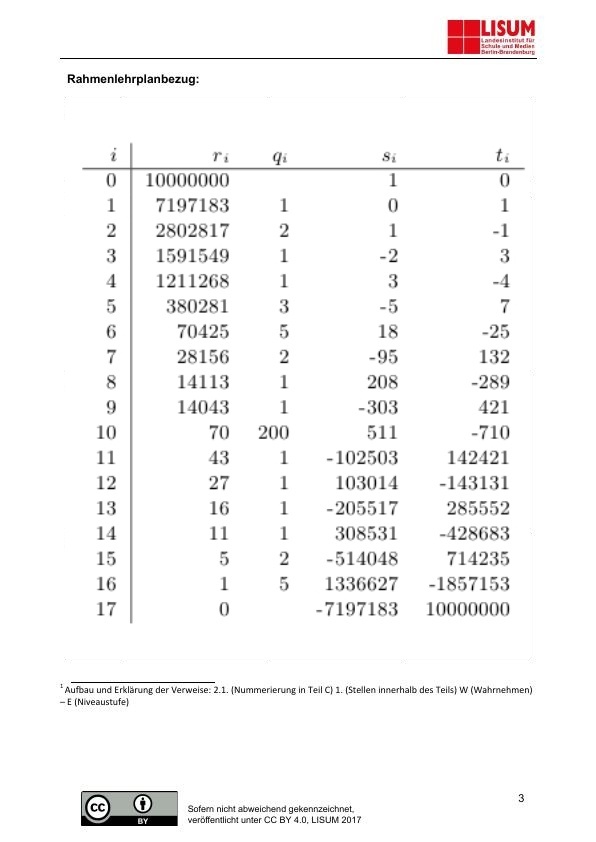 LISUM
Landesinstitut für
Schule und Medien
Berlin-Brandenburg
Rahmenlehrplanbezug:
i r i q i s i t i
0 10000000 1 0
1 7197183 1 0 1
2 2802817 2 1 -1
3 1591549 1 -2 3
4 1211268 1 3 -4
5 380281 3 -5 7
6 70425 5 18 -25
7 28156 2 -95 132
8 14113 1 208 -289
9 14043 1 -303 421
10 70 200 511 -710
11 43 1 -102503 142421
12 27 1 103014 -143131
13 16 1 -205517 285552
14 11 1 308531 -428683
15 5 2 -514048 714235
16 1 5 1336627 -1857153
17 0 -7197183 10000000
1 Aufbau und Erklärung der Verweise: 2.1. (Nummerierung in Teil C) 1. (Stellen innerhalb des Teils) W (Wahrnehmen)
– E (Niveaustufe)
3
cc BY
Sofern nicht abweichend gekennzeichnet,
veröffentlicht unter CC BY 4.0, LISUM 2017